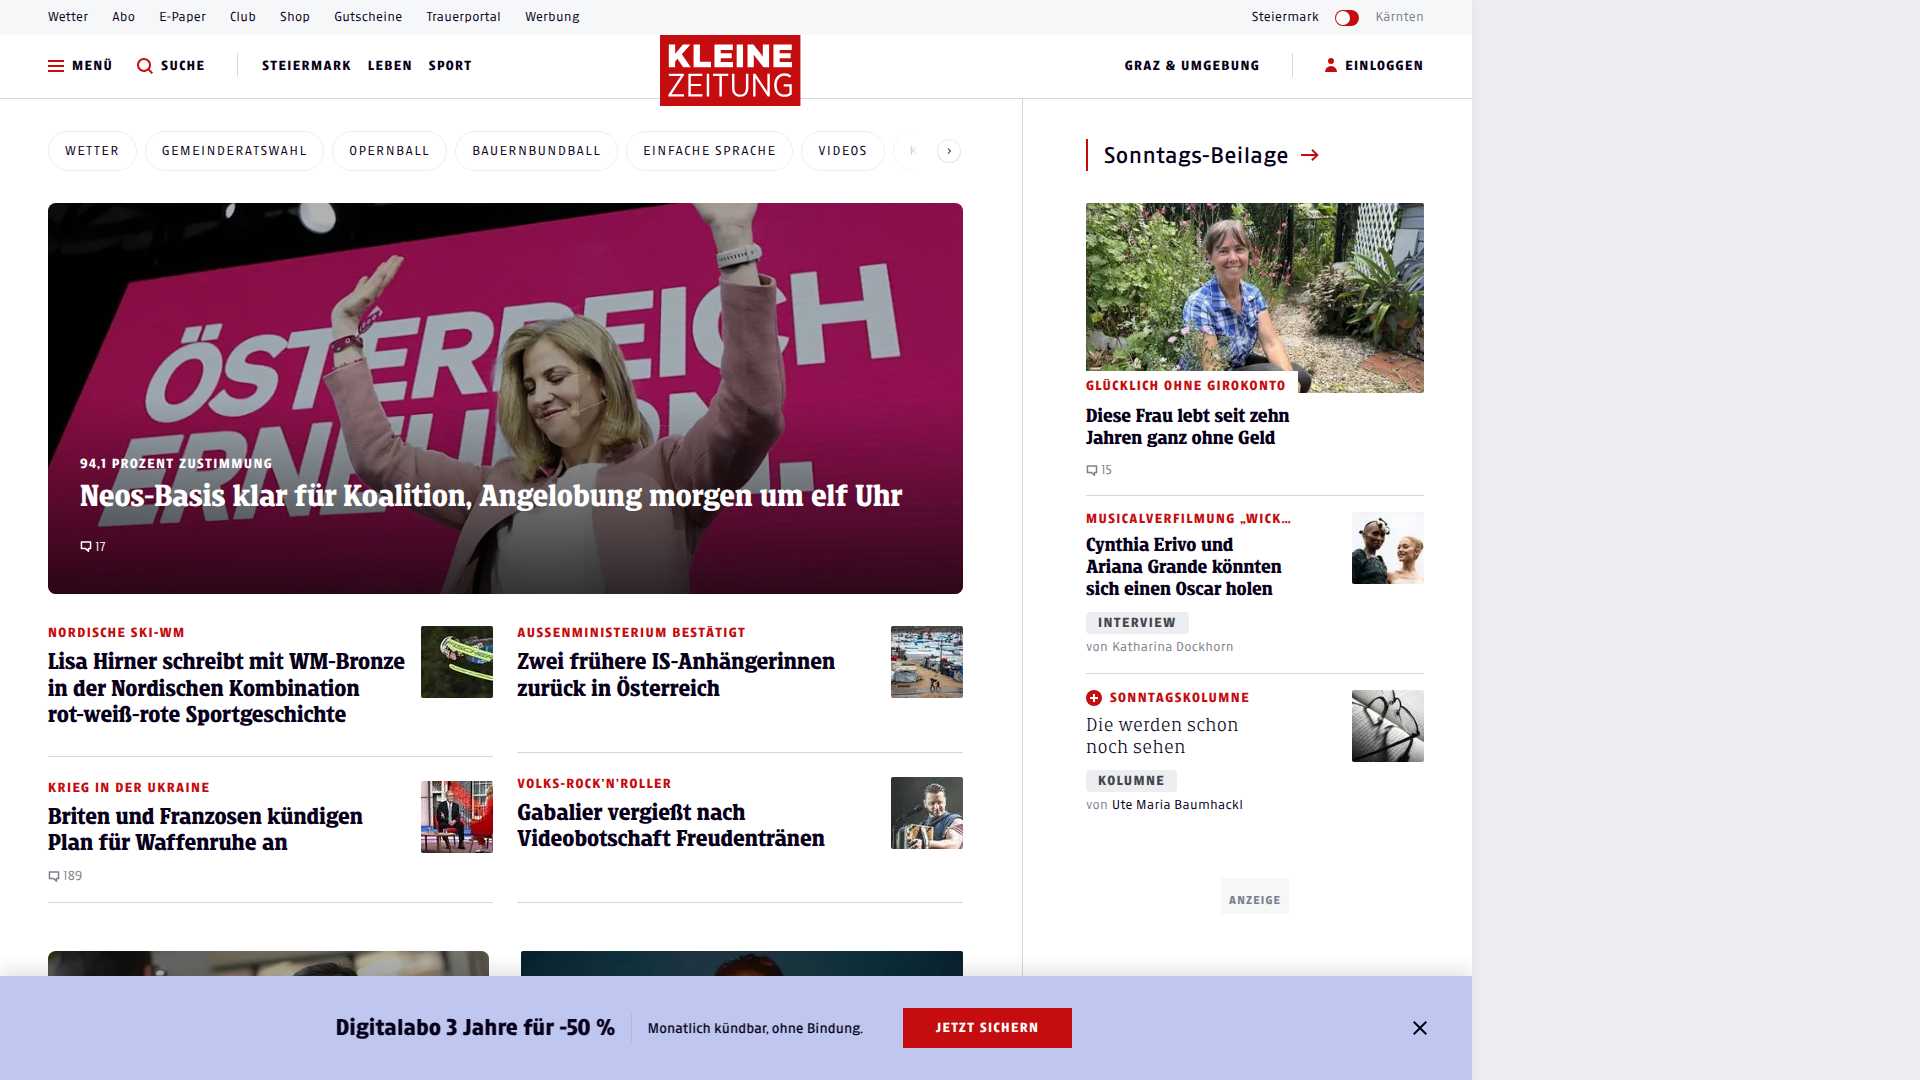 Wetter Abo E-Paper Club Shop Gutscheine Trauerportal Werbung Steiermark Kärnten
MENÜ SUCHE STEIERMARK LEBEN SPORT KLEINE ZEITUNG GRAZ & UMGEBUNG EINLOGGEN
WETTER GEMEINDERATSWAHL OPERNBALL BAUERNBUNDBALL EINFACHE SPRACHE VIDEOS K
ÖSTERREICH
94,1 PROZENT ZUSTIMMUNG
Neos-Basis klar für Koalition, Angelobung morgen um elf Uhr
17
NORDISCHE SKI-WM
Lisa Hirner schreibt mit WM-Bronze
in der Nordischen Kombination
rot-weiß-rote Sportgeschichte
AUSSENMINISTERIUM BESTÄTIGT
Zwei frühere IS-Anhängerinnen
zurück in Österreich
KRIEG IN DER UKRAINE
Briten und Franzosen kündigen
Plan für Waffenruhe an
189
VOLKS-ROCK’N’ROLLER
Gabalier vergießt nach
Videobotschaft Freudentränen
Sonntags-Beilage
GLÜCKLICH OHNE GIROKONTO
Diese Frau lebt seit zehn
Jahren ganz ohne Geld
15
MUSICALVERFILMUNG „WICK…
Cynthia Erivo und
Ariana Grande könnten
sich einen Oscar holen
INTERVIEW
von Katharina Dockhorn
SONNTAGSKOLUMNE
Die werden schon
noch sehen
KOLUMNE
von Ute Maria Baumhackl
ANZEIGE
Digitalabo 3 Jahre für -50 %
Monatlich kündbar, ohne Bindung.
JETZT SICHERN